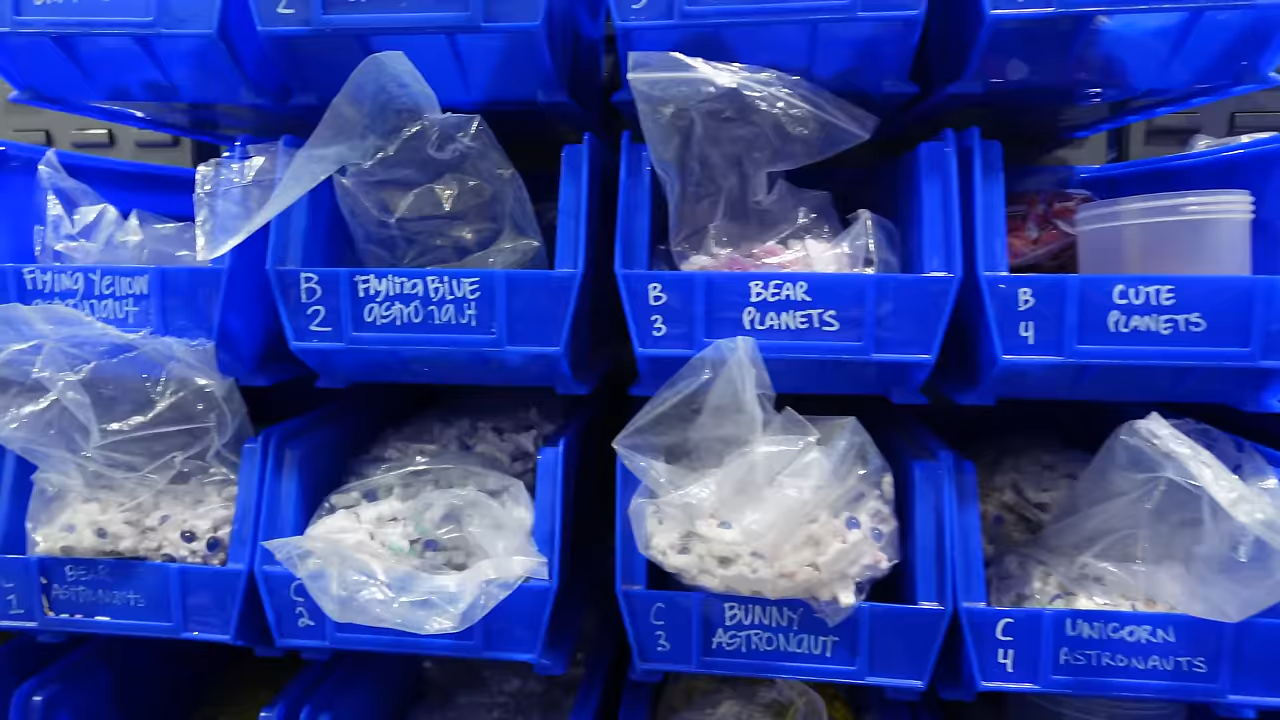 Flying Yellow
astronaut
B
2
Flying BLUE
astronaut
B
3
BEAR
PLANETS
B
4
CUTE
PLANETS
1
BEAR
ASTRONAUTS
C
2
C
3
BUNNY
ASTRONAUT
C
4
UNICORN
ASTRONAUTS